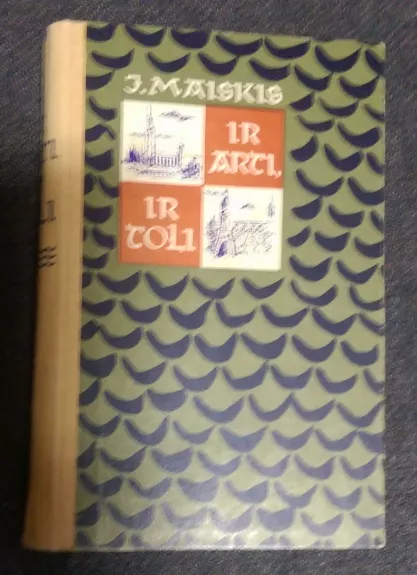 J. MAISKIS
IR
ARTI,
IR
TOLI